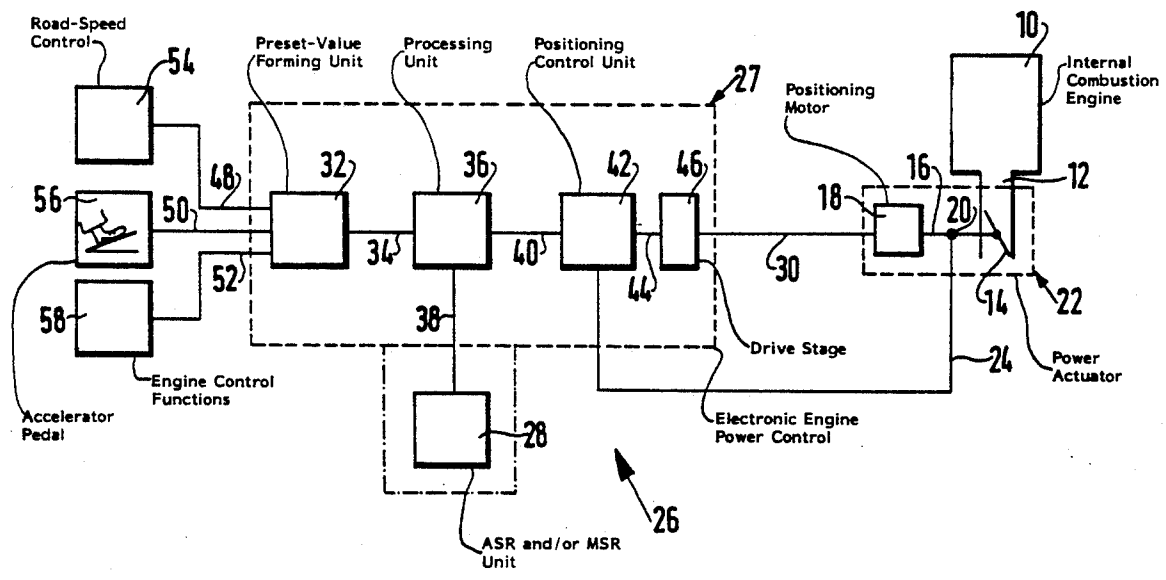 Road-Speed
Control
54
Preset-Value
Forming Unit
Processing
Unit
Positioning
Control Unit
27
10
Internal
Combustion
Engine
Positioning
Motor
32
36
42
46
18
16
20
12
56
48
50
52
34
40
44
30
14
22
58
38
24
Engine Control
Functions
Accelerator
Pedal
Drive Stage
Power
Actuator
28
Electronic Engine
Power Control
26
ASR and/or MSR
Unit